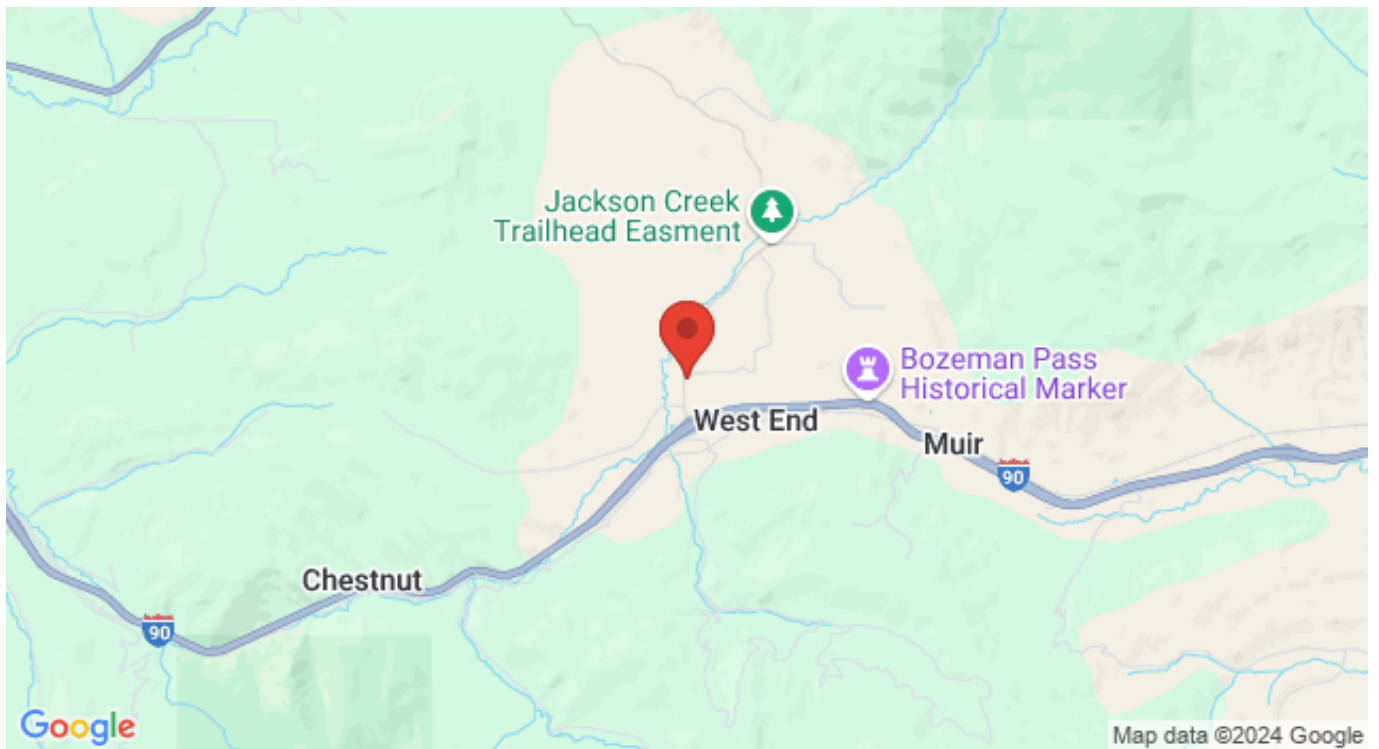 Jackson Creek
Trailhead Easment
Bozeman Pass
Historical Marker
West End
Muir
90
Chestnut
90
Google
Map data ©2024 Google